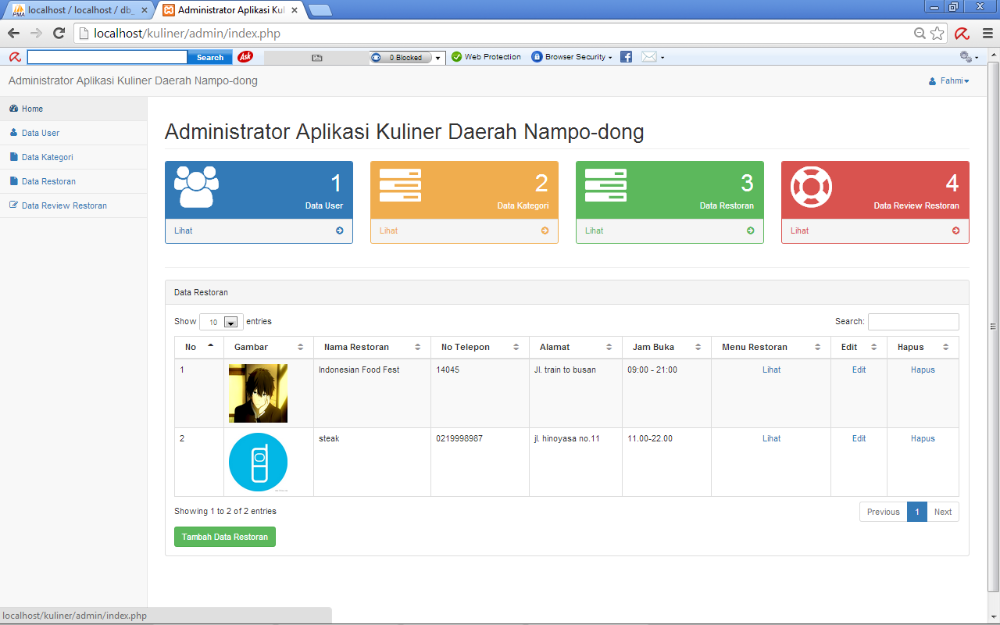 localhost / localhost / db_
Administrator Aplikasi Kul
localhost/kuliner/admin/index.php
Search
Ask
0 Blocked
Web Protection
Browser Security
Administrator Aplikasi Kuliner Daerah Nampo-dong
Fahmi
Home
Data User
Data Kategori
Data Restoran
Data Review Restoran
Administrator Aplikasi Kuliner Daerah Nampo-dong
1
Data User
Lihat
2
Data Kategori
Lihat
3
Data Restoran
Lihat
4
Data Review Restoran
Lihat
Data Restoran
Show 10 entries
Search:
No Gambar Nama Restoran No Telepon Alamat Jam Buka Menu Restoran Edit Hapus
1 Indonesian Food Fest 14045 Jl. train to busan 09:00 - 21:00 Lihat Edit Hapus
2 steak 0219998987 jl. hinoyasa no.11 11.00-22.00 Lihat Edit Hapus
Showing 1 to 2 of 2 entries
Previous 1 Next
Tambah Data Restoran
localhost/kuliner/admin/index.php